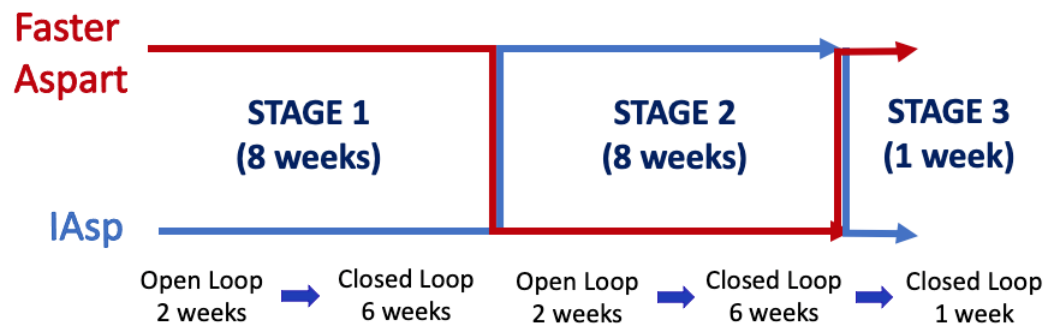 Faster
Aspart
STAGE 1
(8 weeks)
STAGE 2
(8 weeks)
STAGE 3
(1 week)
IAsp
Open Loop
2 weeks
Closed Loop
6 weeks
Open Loop
2 weeks
Closed Loop
6 weeks
Closed Loop
1 week